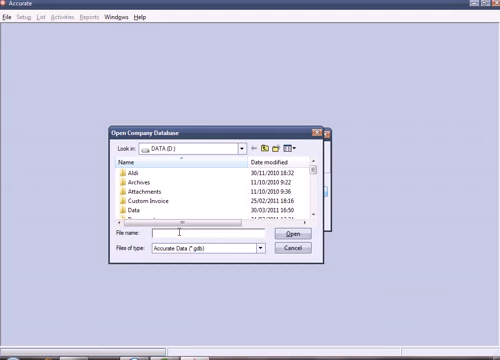 Accurate
File Setup List Activities Reports Windows Help
Open Company Database
Look in: DATA (D:)
Name Date modified
Aldi 30/11/2010 18:32
Archives 11/10/2010 9:22
Attachments 11/10/2010 9:36
Custom Invoice 25/02/2011 18:16
Data 30/03/2011 16:50
File name: Open
Files of type: Accurate Data (*.gdb) Cancel